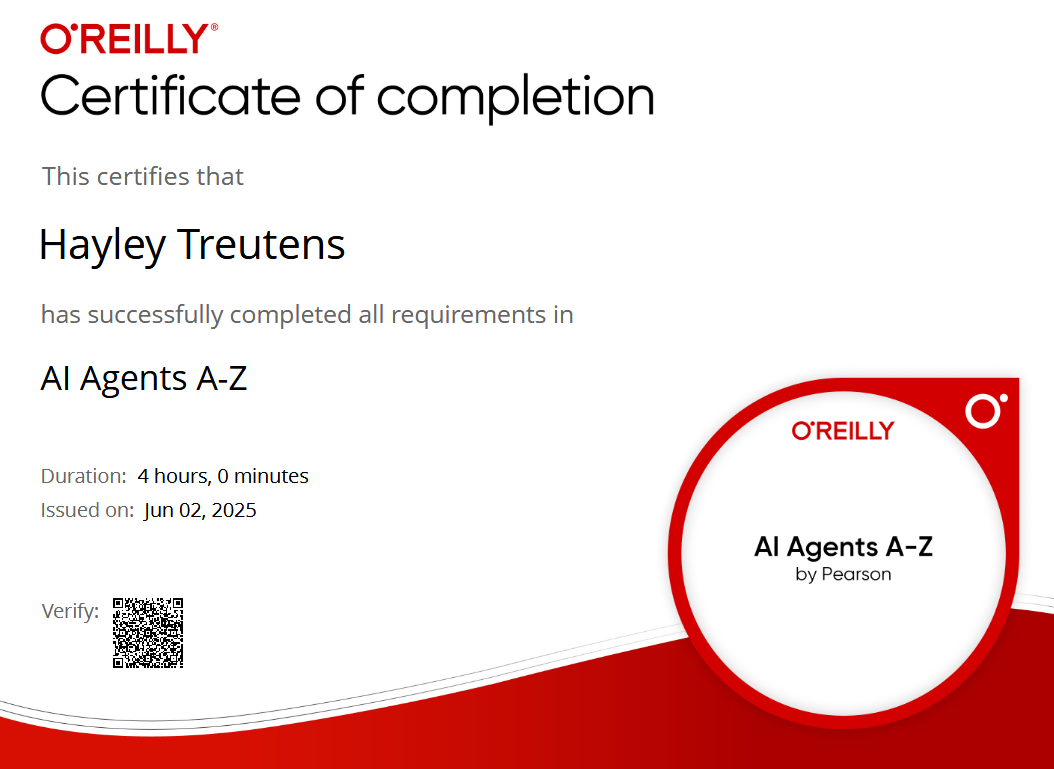 O'REILLY®
Certificate of completion
This certifies that
Hayley Treutens
has successfully completed all requirements in
AI Agents A-Z
Duration: 4 hours, 0 minutes
Issued on: Jun 02, 2025
Verify:
O'REILLY
AI Agents A-Z
by Pearson